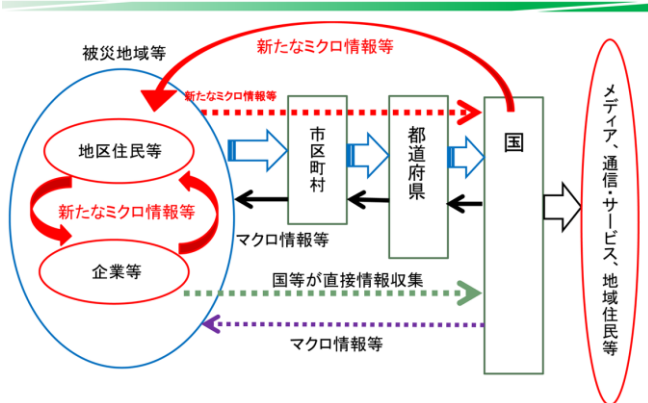 被災地域等
新たなミクロ情報等
新たなミクロ情報等
地区住民等
新たなミクロ情報等
企業等
市区町村
都道府県
国
マクロ情報等
国等が直接情報収集
マクロ情報等
メディア、通信・サービス、地域住民等